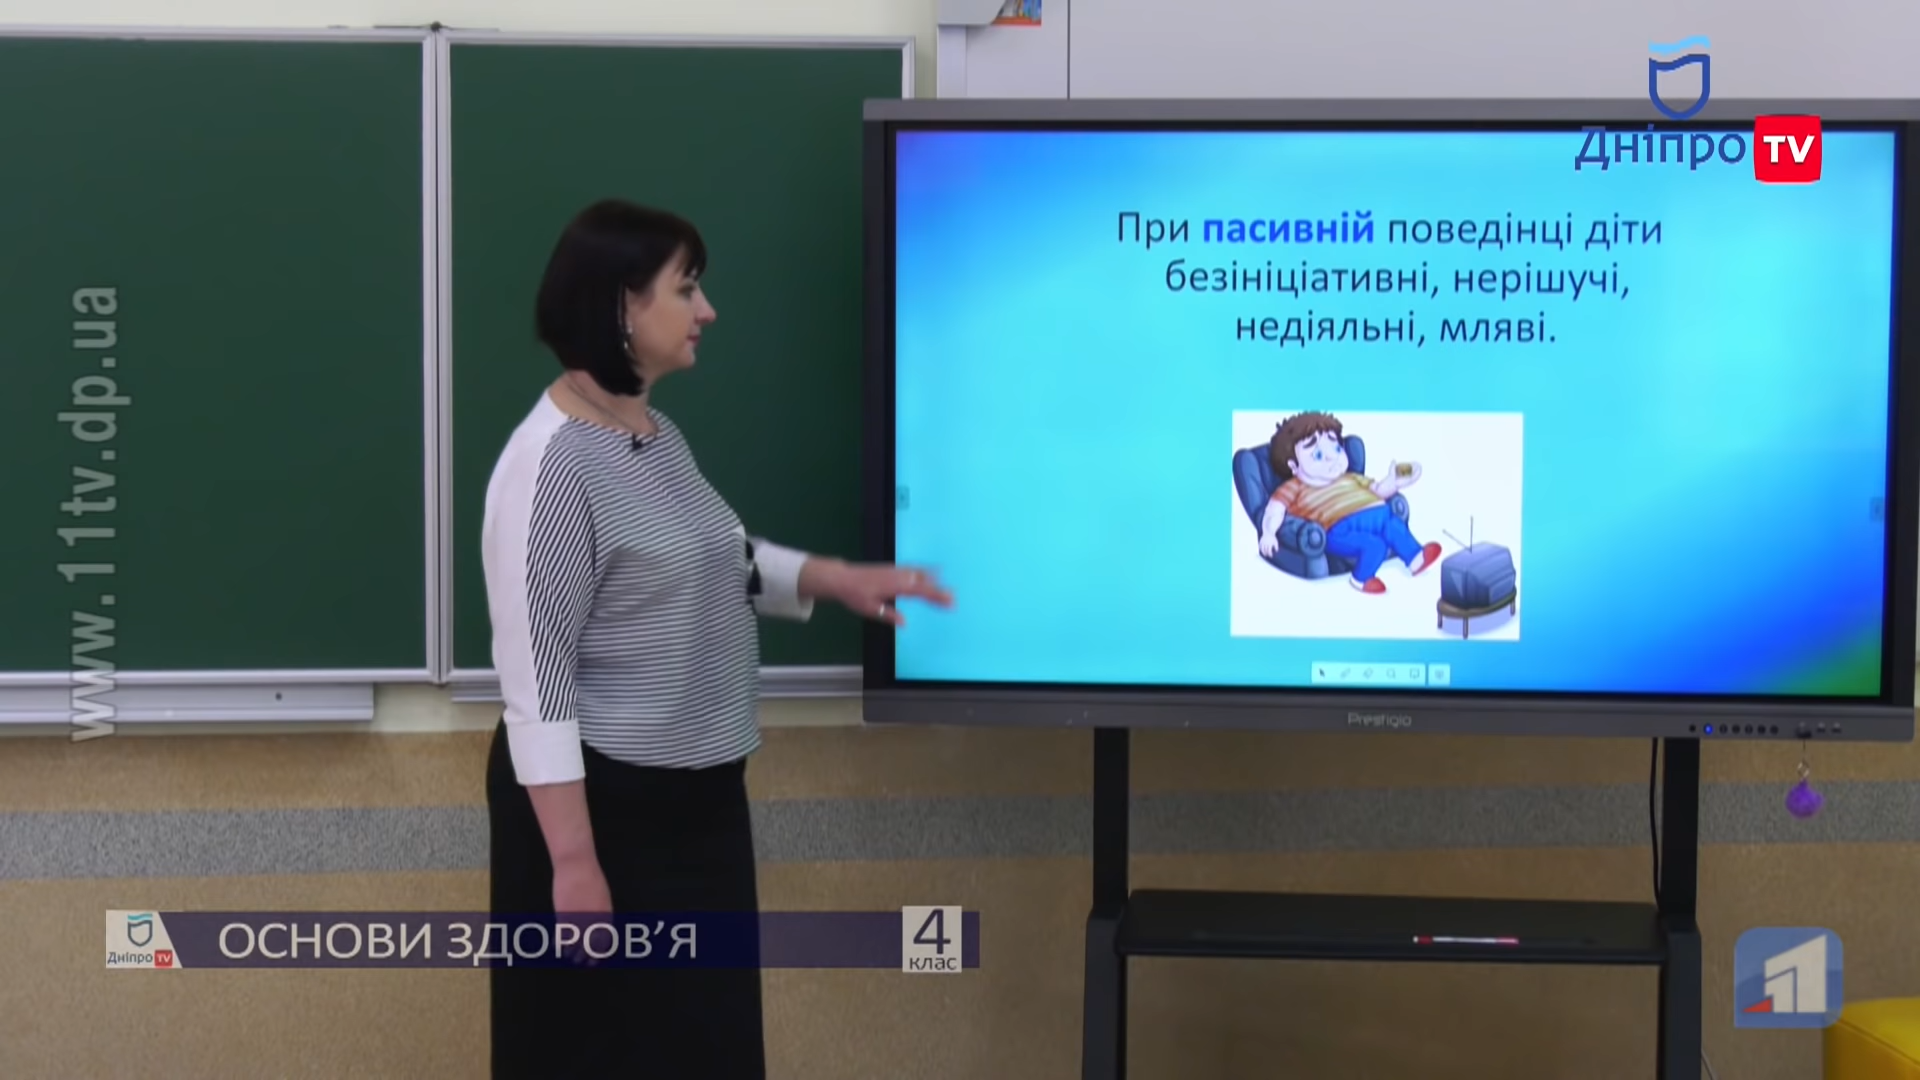 Дніпро TV
При пасивній поведінці діти
безініціативні, нерішучі,
недіяльні, мляві.
www.11tv.dp.ua
Prestigio
Дніпро TV
ОСНОВИ ЗДОРОВ’Я
4
клас